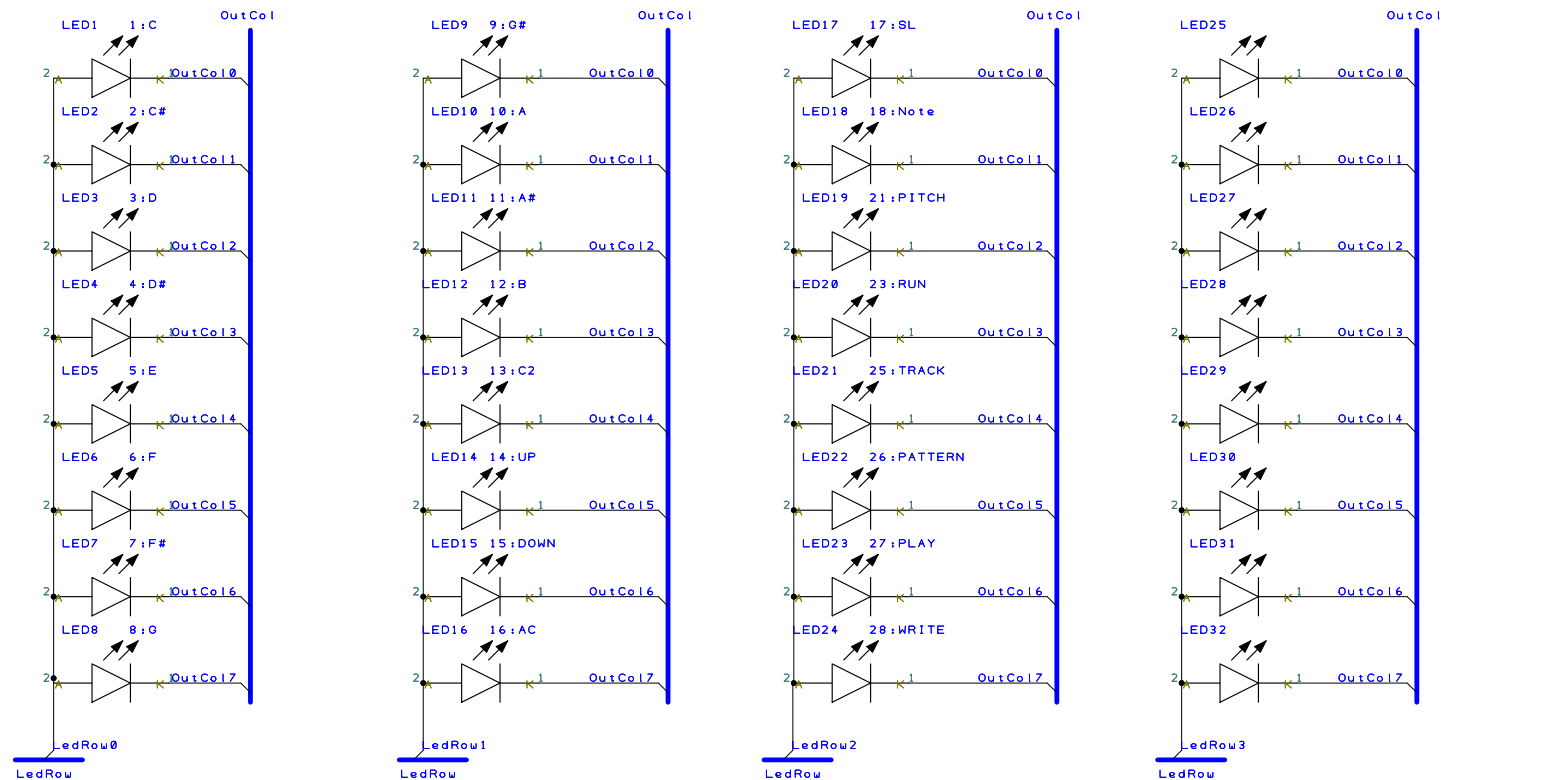 OutCol OutCol OutCol OutCol
LED1 1:C LED9 9:G# LED17 17:SL LED25
2 A K 1 OutCol0 2 A K 1 OutCol0 2 A K 1 OutCol0 2 A K 1 OutCol0
LED2 2:C# LED10 10:A LED18 18:Note LED26
2 A K 1 OutCol1 2 A K 1 OutCol1 2 A K 1 OutCol1 2 A K 1 OutCol1
LED3 3:D LED11 11:A# LED19 21:PITCH LED27
2 A K 1 OutCol2 2 A K 1 OutCol2 2 A K 1 OutCol2 2 A K 1 OutCol2
LED4 4:D# LED12 12:B LED20 23:RUN LED28
2 A K 1 OutCol3 2 A K 1 OutCol3 2 A K 1 OutCol3 2 A K 1 OutCol3
LED5 5:E LED13 13:C2 LED21 25:TRACK LED29
2 A K 1 OutCol4 2 A K 1 OutCol4 2 A K 1 OutCol4 2 A K 1 OutCol4
LED6 6:F LED14 14:UP LED22 26:PATTERN LED30
2 A K 1 OutCol5 2 A K 1 OutCol5 2 A K 1 OutCol5 2 A K 1 OutCol5
LED7 7:F# LED15 15:DOWN LED23 27:PLAY LED31
2 A K 1 OutCol6 2 A K 1 OutCol6 2 A K 1 OutCol6 2 A K 1 OutCol6
LED8 8:G LED16 16:AC LED24 28:WRITE LED32
2 A K 1 OutCol7 2 A K 1 OutCol7 2 A K 1 OutCol7 2 A K 1 OutCol7
LedRow0 LedRow1 LedRow2 LedRow3
LedRow LedRow LedRow LedRow